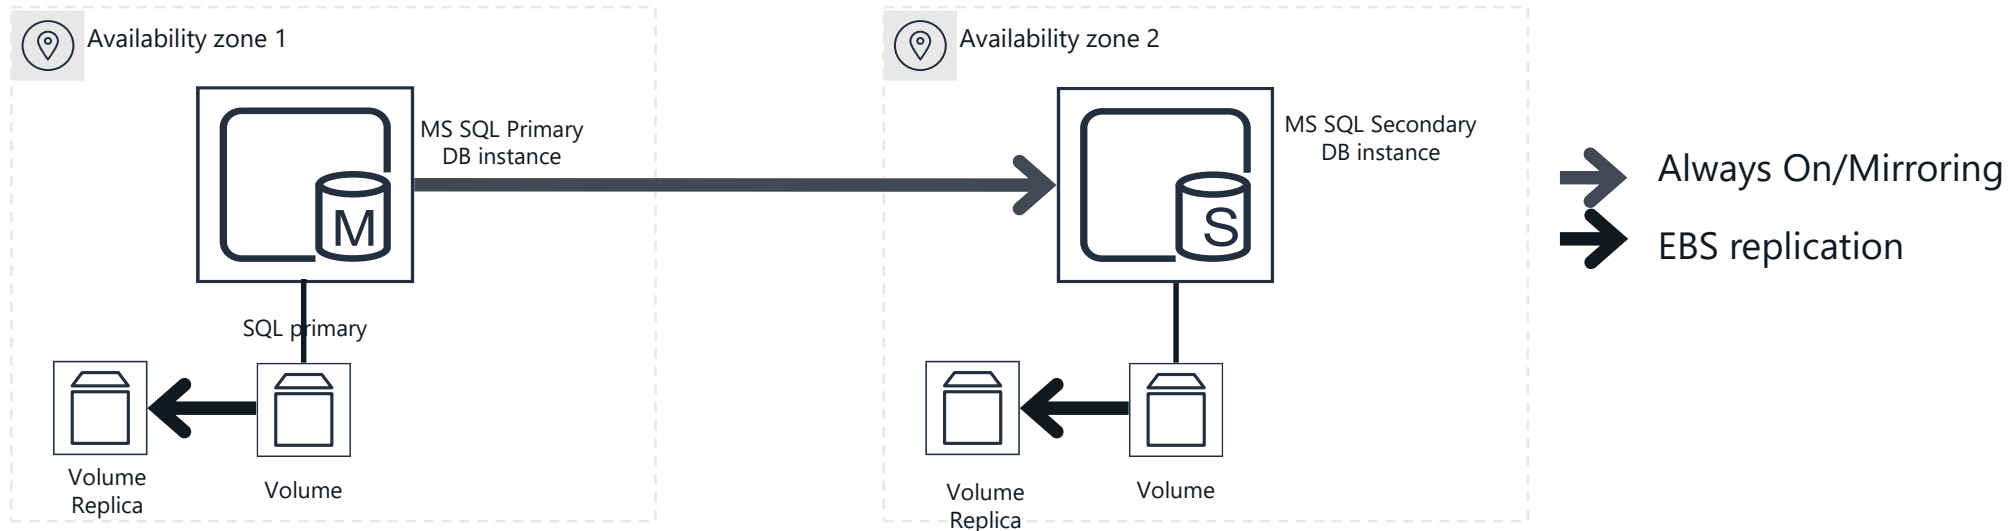 Availability zone 1
MS SQL Primary
DB instance
M
SQL primary
Volume
Replica
Volume
Availability zone 2
MS SQL Secondary
DB instance
S
Volume
Replica
Volume
Always On/Mirroring
EBS replication